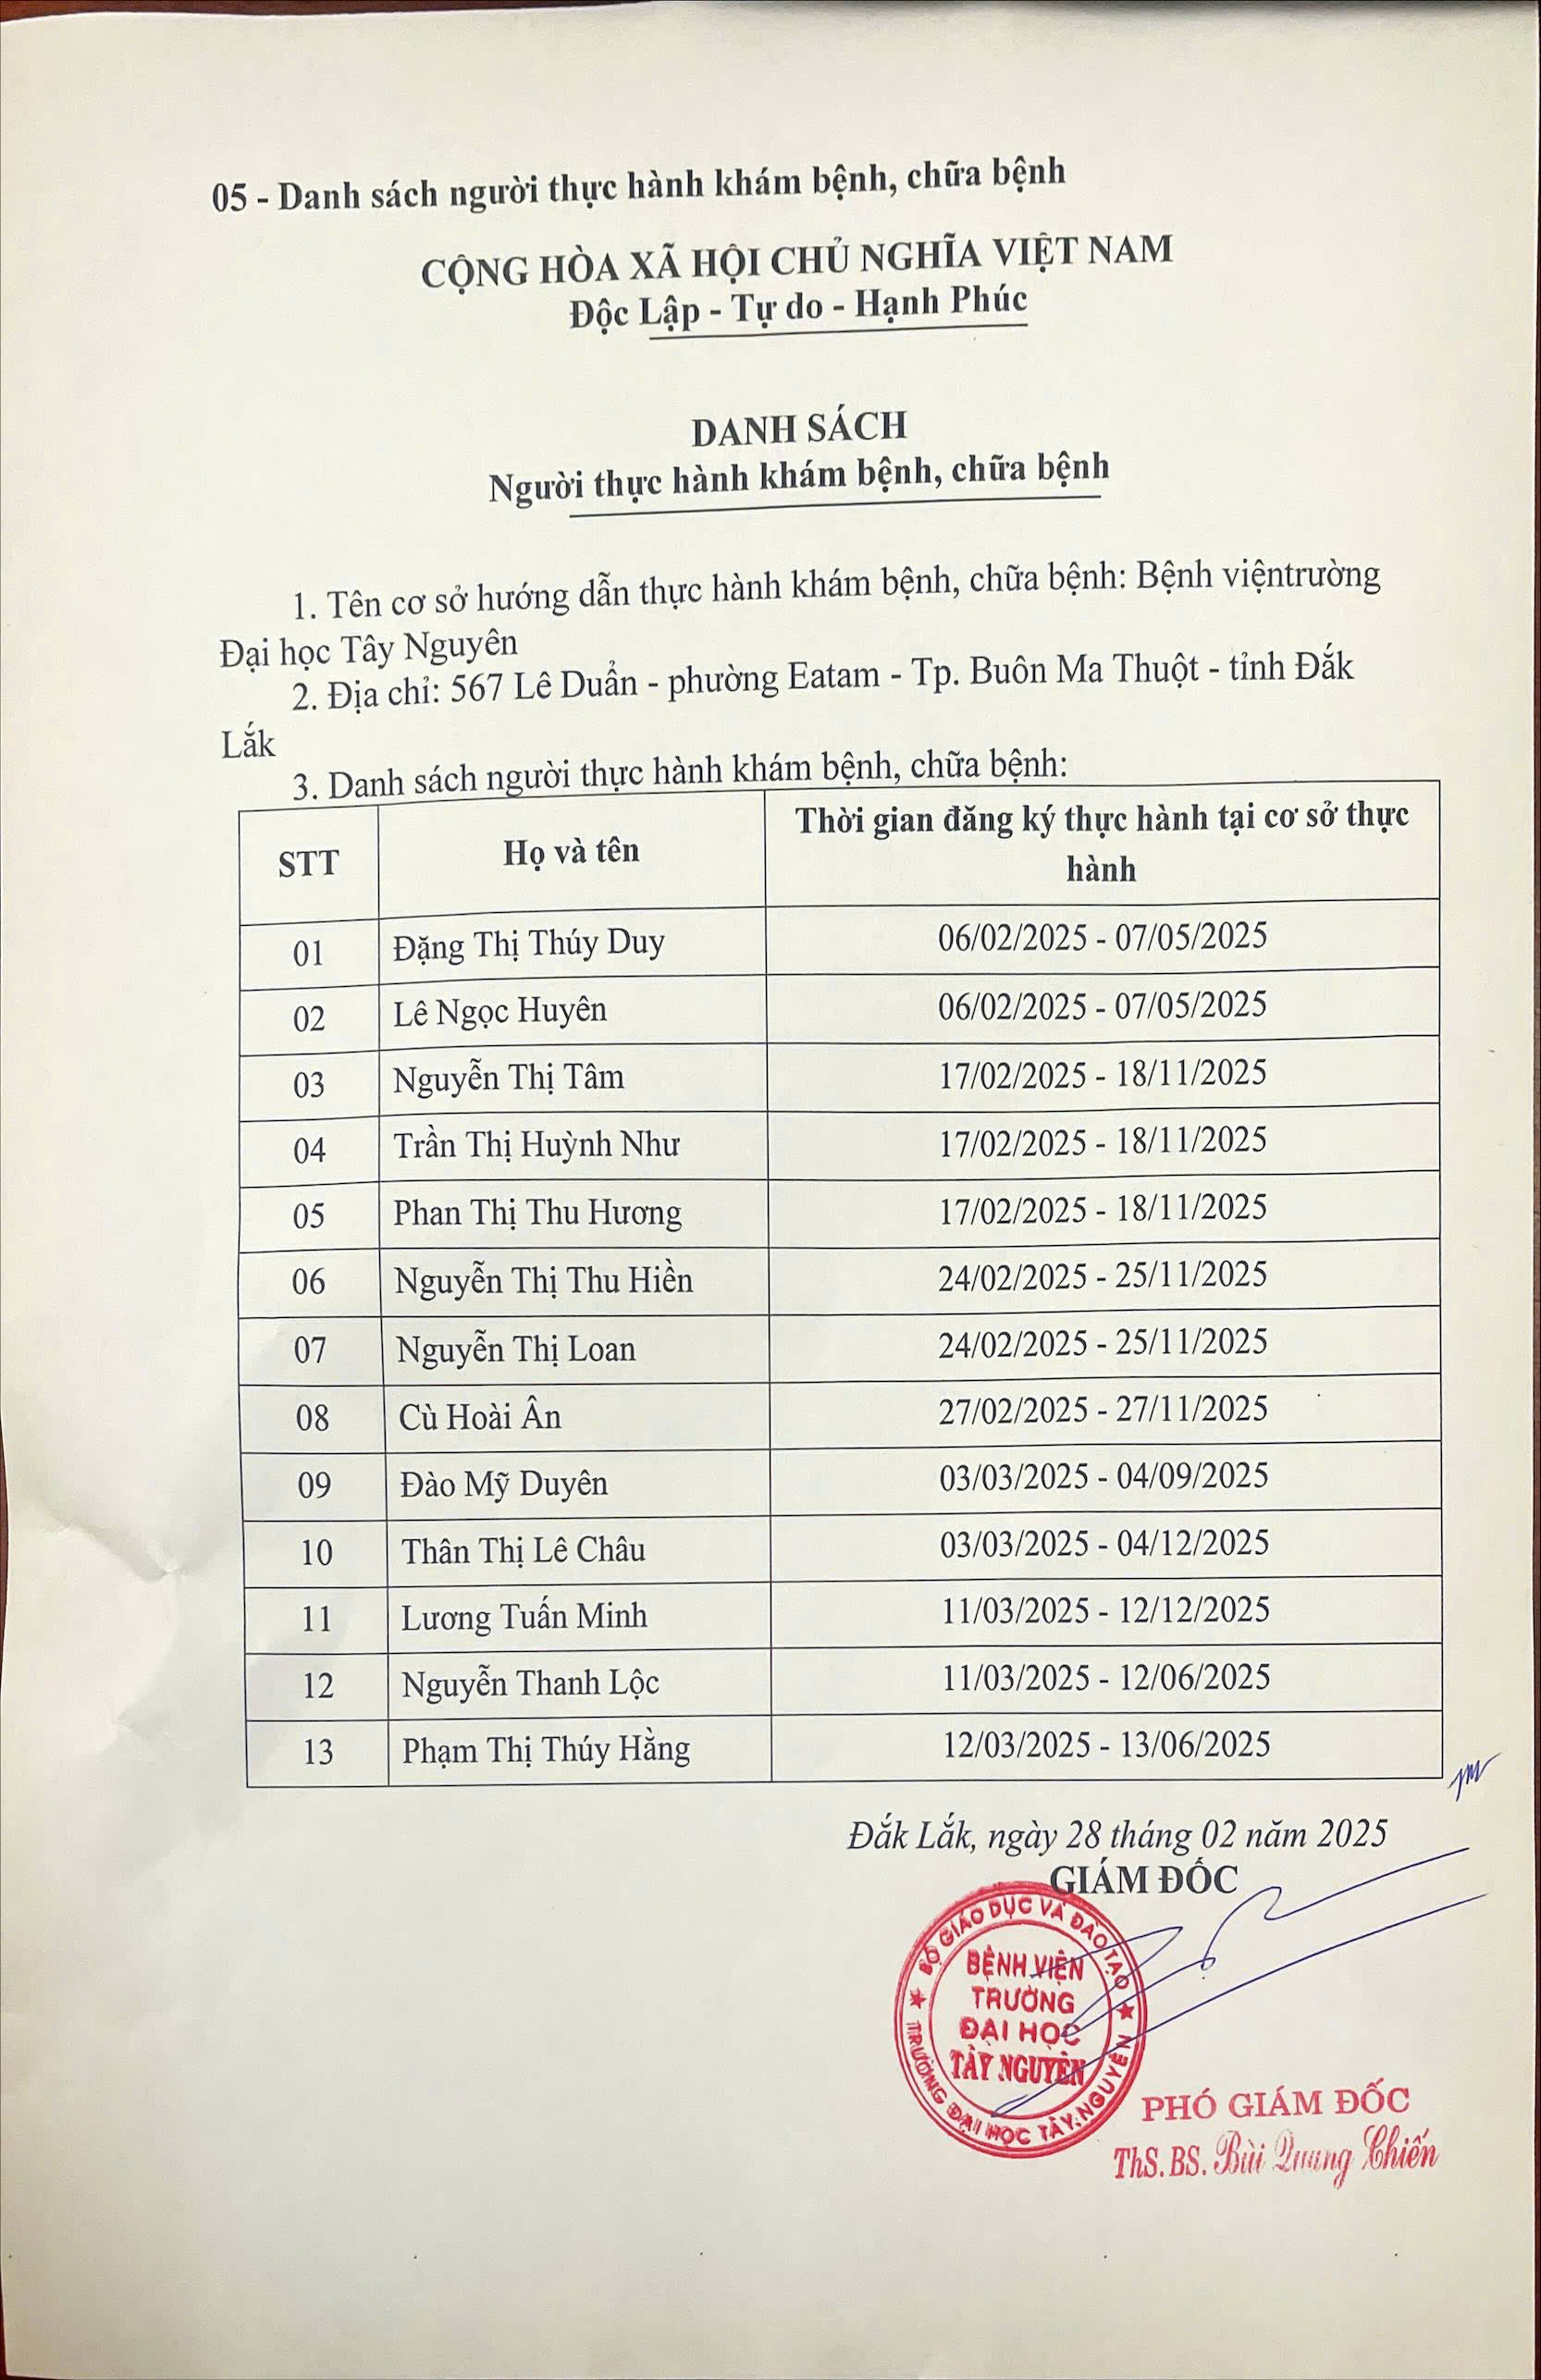 05 - Danh sách người thực hành khám bệnh, chữa bệnh
CỘNG HÒA XÃ HỘI CHỦ NGHĨA VIỆT NAM
Độc Lập - Tự do - Hạnh Phúc
DANH SÁCH
Người thực hành khám bệnh, chữa bệnh
1. Tên cơ sở hướng dẫn thực hành khám bệnh, chữa bệnh: Bệnh việntrường
Đại học Tây Nguyên
2. Địa chỉ: 567 Lê Duẩn - phường Eatam - Tp. Buôn Ma Thuột - tỉnh Đắk
Lắk
3. Danh sách người thực hành khám bệnh, chữa bệnh:
STT Họ và tên Thời gian đăng ký thực hành tại cơ sở thực
hành
01 Đặng Thị Thúy Duy 06/02/2025 - 07/05/2025
02 Lê Ngọc Huyên 06/02/2025 - 07/05/2025
03 Nguyễn Thị Tâm 17/02/2025 - 18/11/2025
04 Trần Thị Huỳnh Như 17/02/2025 - 18/11/2025
05 Phan Thị Thu Hương 17/02/2025 - 18/11/2025
06 Nguyễn Thị Thu Hiền 24/02/2025 - 25/11/2025
07 Nguyễn Thị Loan 24/02/2025 - 25/11/2025
08 Cù Hoài Ân 27/02/2025 - 27/11/2025
09 Đào Mỹ Duyên 03/03/2025 - 04/09/2025
10 Thân Thị Lê Châu 03/03/2025 - 04/12/2025
11 Lương Tuấn Minh 11/03/2025 - 12/12/2025
12 Nguyễn Thanh Lộc 11/03/2025 - 12/06/2025
13 Phạm Thị Thúy Hằng 12/03/2025 - 13/06/2025
Đắk Lắk, ngày 28 tháng 02 năm 2025
GIÁM ĐỐC
BỘ GIÁO DỤC VÀ ĐÀO TẠO
BỆNH VIỆN
TRƯỜNG
ĐẠI HỌC
TÂY NGUYÊN
TRƯỜNG ĐẠI HỌC TÂY NGUYÊN
PHÓ GIÁM ĐỐC
ThS. BS. Bùi Quang Chiến